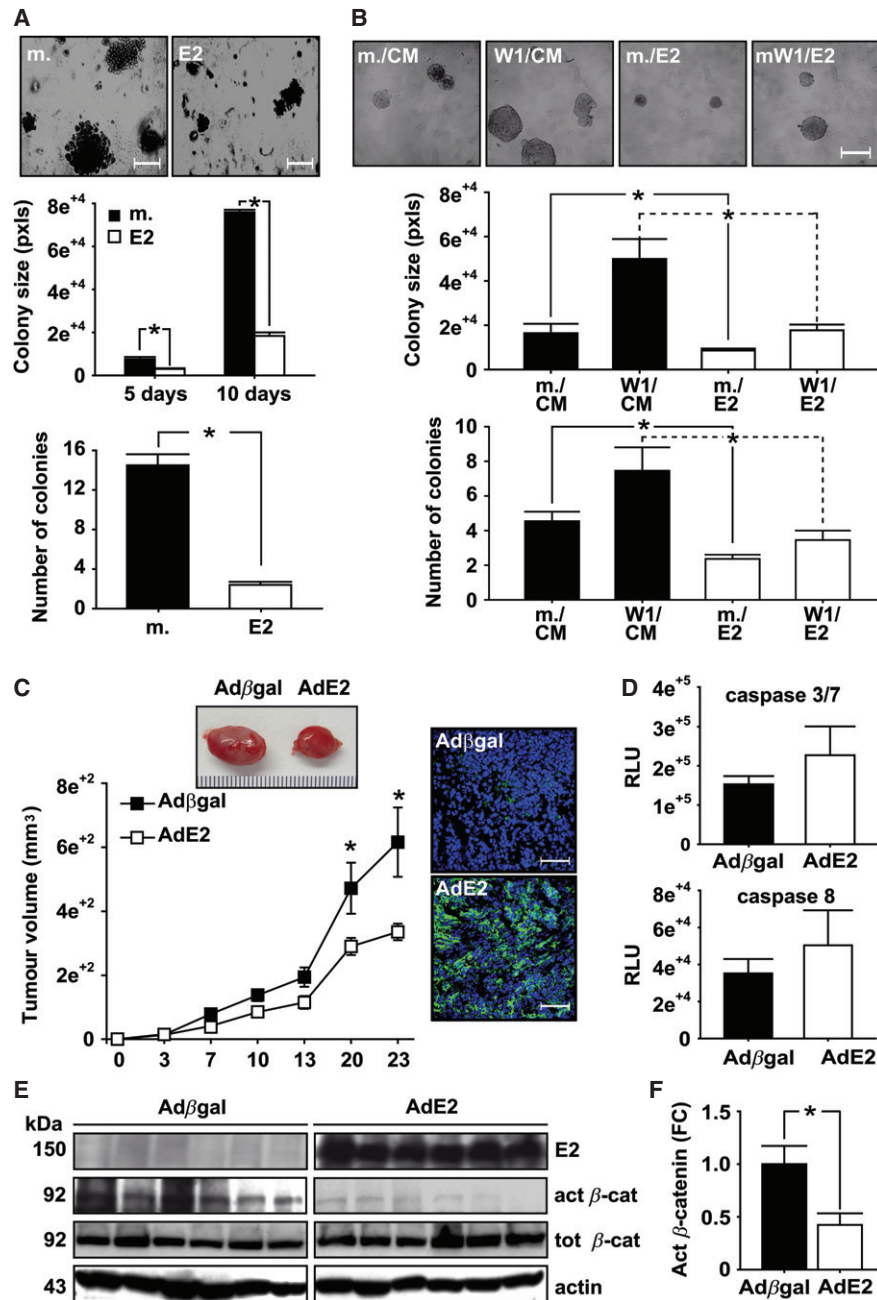 A
m.
E2
8e+4
6e+4
4e+4
2e+4
0
Colony size (pxls)
m.
E2
*
*
5 days
10 days
16
12
8
4
0
Number of colonies
*
m.
E2
B
m./CM
W1/CM
m./E2
mW1/E2
8e+4
6e+4
4e+4
2e+4
0
Colony size (pxls)
*
*
m./ W1/ m./ W1/
CM CM E2 E2
10
8
6
4
2
0
Number of colonies
*
*
m./ W1/ m./ W1/
CM CM E2 E2
C
Adβgal AdE2
8e+2
6e+2
4e+2
2e+2
0
Tumour volume (mm3)
Adβgal
AdE2
*
*
0 3 7 10 13 20 23
Adβgal
AdE2
D
caspase 3/7
4e+5
2e+5
1e+5
0
RLU
Adβgal AdE2
caspase 8
8e+4
6e+4
4e+4
2e+4
0
RLU
Adβgal AdE2
E
Adβgal AdE2
kDa
150 E2
92 act β-cat
92 tot β-cat
43 actin
F
1.5
1.0
0.5
0
Act β-catenin (FC)
*
Adβgal AdE2